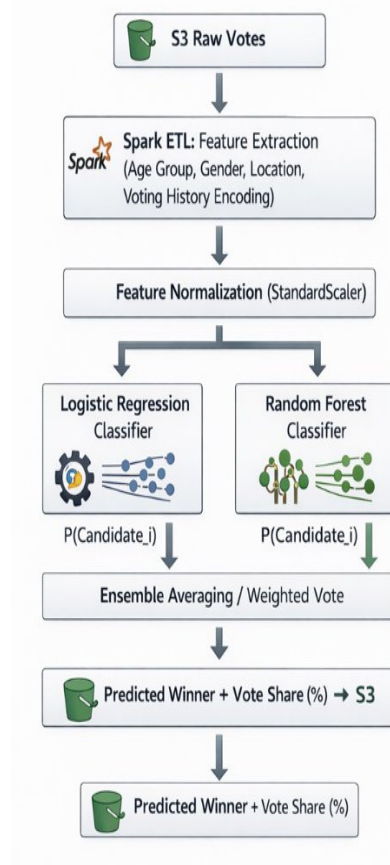 S3 Raw Votes
Spark
Spark ETL: Feature Extraction
(Age Group, Gender, Location,
Voting History Encoding)
Feature Normalization (StandardScaler)
Logistic Regression
Classifier
Random Forest
Classifier
P(Candidate_i)
P(Candidate_i)
Ensemble Averaging / Weighted Vote
Predicted Winner + Vote Share (%) → S3
Predicted Winner + Vote Share (%)